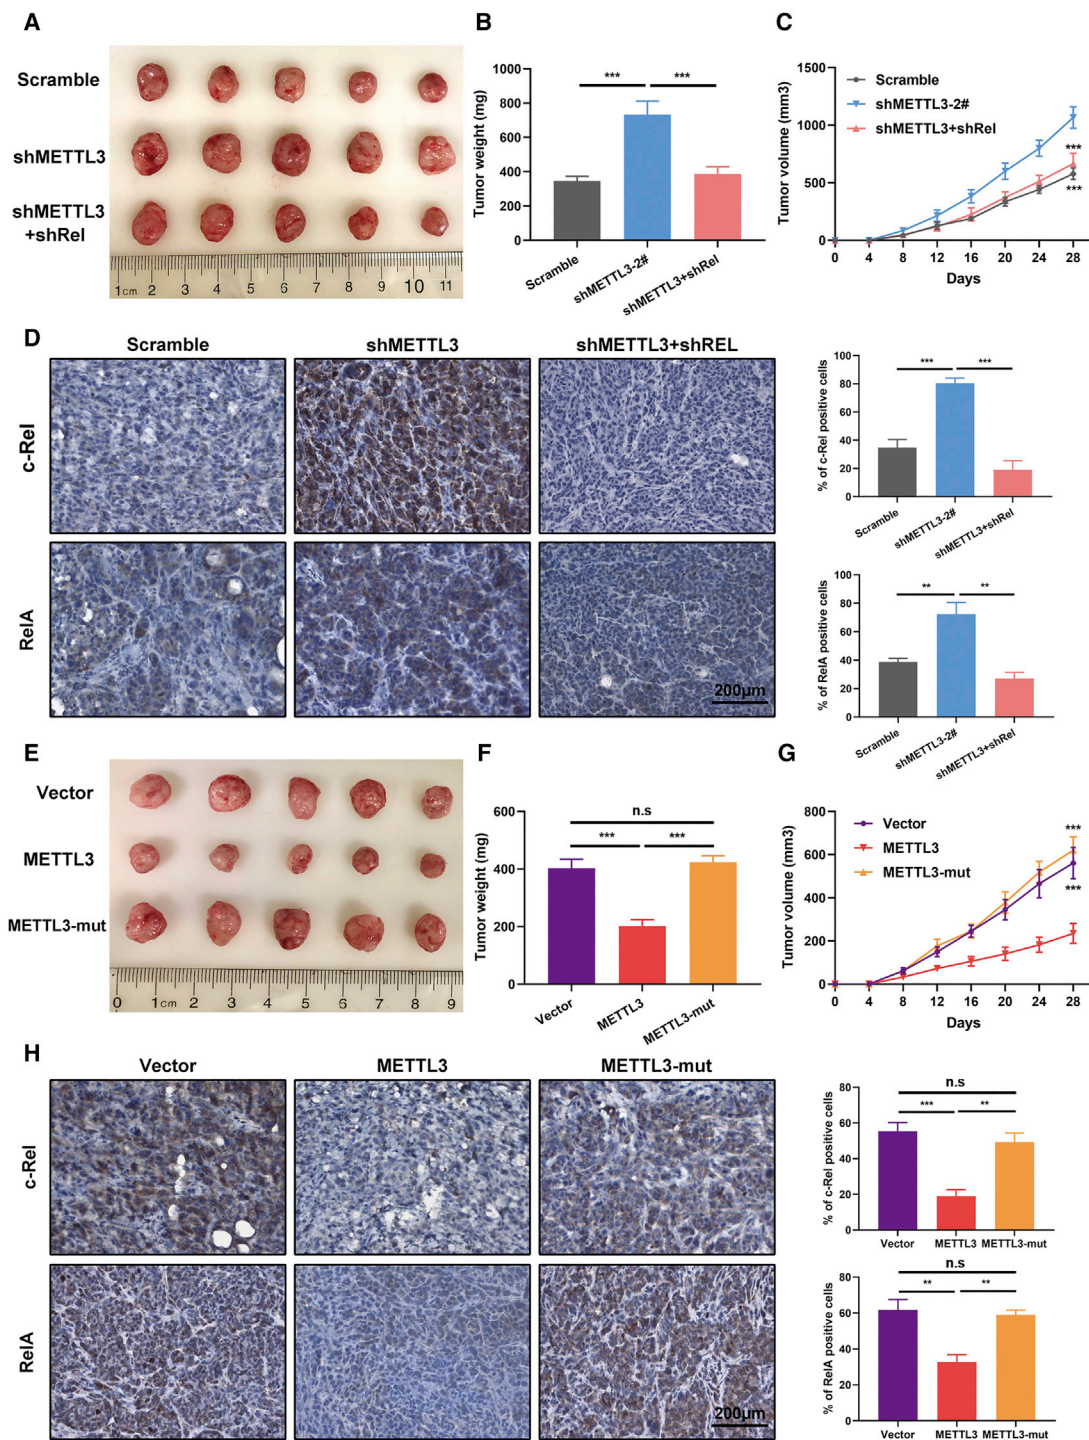 A
Scramble
shMETTL3
shMETTL3
+shRel
1cm 2 3 4 5 6 7 8 9 10 11
B
Tumor weight (mg)
1000
800
600
400
200
0
***
***
Scramble
shMETTL3-2#
shMETTL3+shRel
C
Tumor volume (mm3)
1500
1000
500
0
Scramble
shMETTL3-2#
shMETTL3+shRel
***
***
0 4 8 12 16 20 24 28
Days
D
Scramble
shMETTL3
shMETTL3+shREL
c-Rel
RelA
200μm
% of c-Rel positive cells
100
80
60
40
20
0
***
***
Scramble
shMETTL3-2#
shMETTL3+shRel
% of RelA positive cells
100
80
60
40
20
0
**
**
Scramble
shMETTL3-2#
shMETTL3+shRel
E
Vector
METTL3
METTL3-mut
0 1cm 2 3 4 5 6 7 8 9
F
Tumor weight (mg)
600
400
200
0
n.s
***
***
Vector
METTL3
METTL3-mut
G
Tumor volume (mm3)
800
600
400
200
0
Vector
METTL3
METTL3-mut
***
***
0 4 8 12 16 20 24 28
Days
H
Vector
METTL3
METTL3-mut
c-Rel
RelA
200μm
% of c-Rel positive cells
80
60
40
20
0
n.s
***
**
Vector METTL3 METTL3-mut
% of RelA positive cells
80
60
40
20
0
n.s
**
**
Vector METTL3 METTL3-mut